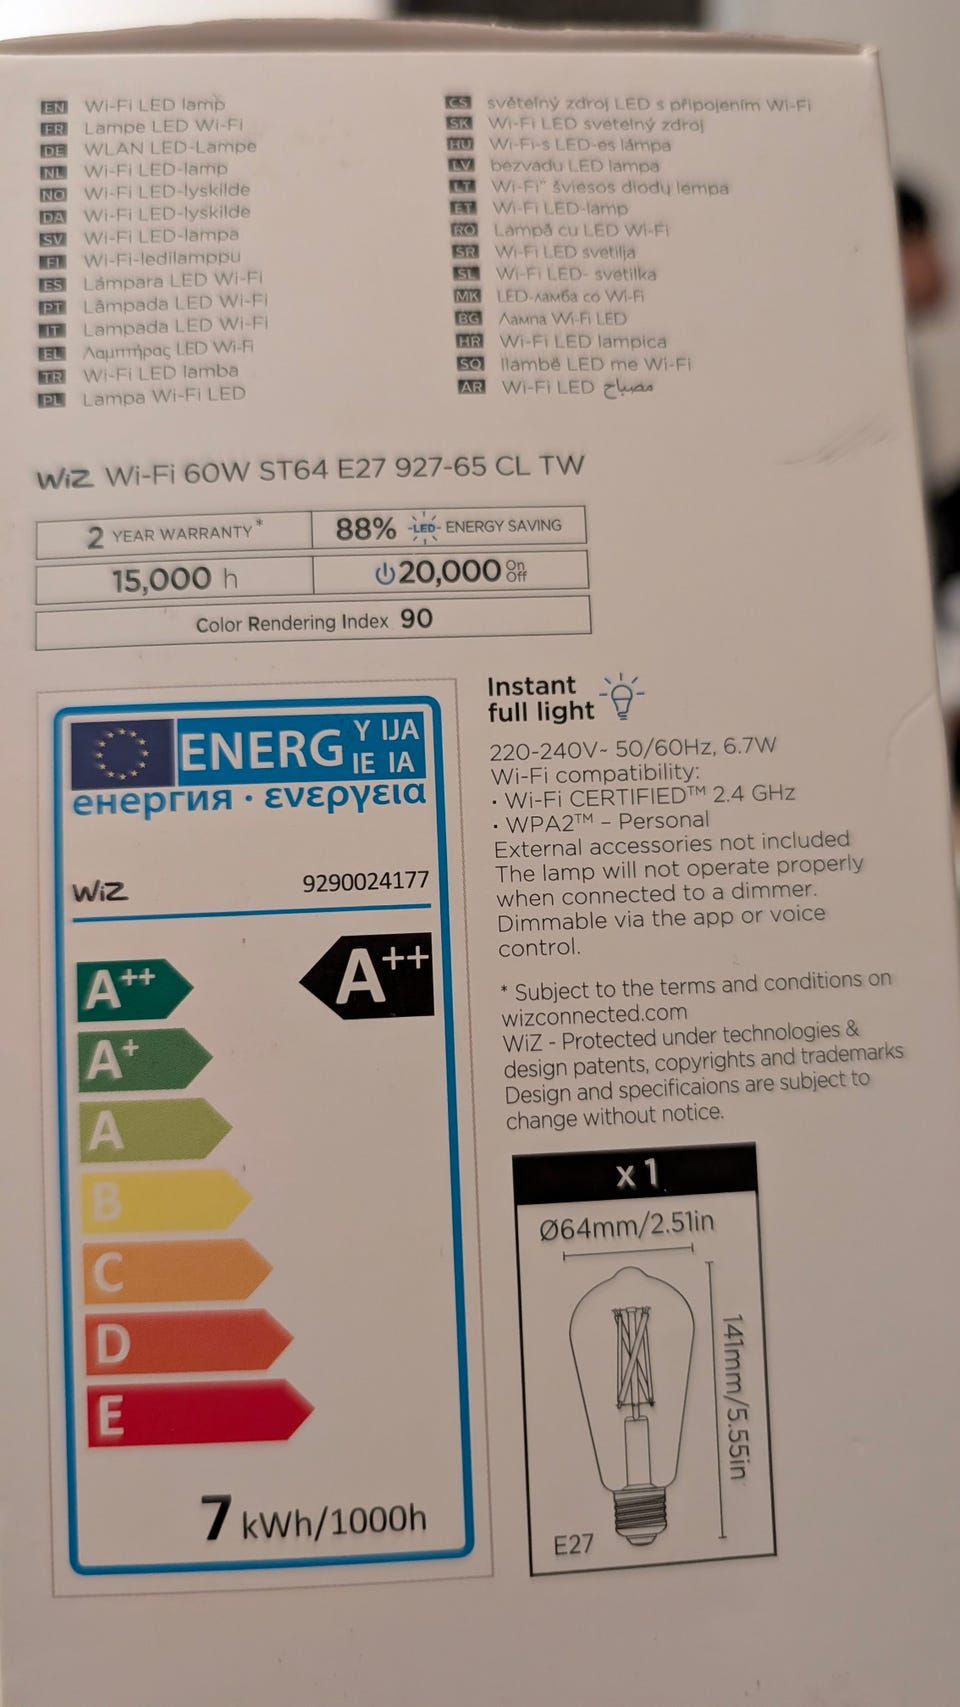 EN Wi-Fi LED lamp
FR Lampe LED Wi-Fi
DE WLAN LED-Lampe
NL Wi-Fi LED-lamp
NO Wi-Fi LED-lyskilde
DA Wi-Fi LED-lyskilde
SV Wi-Fi LED-lampa
FI Wi-Fi-ledilamppu
ES Lámpara LED Wi-Fi
PT Lâmpada LED Wi-Fi
IT Lampada LED Wi-Fi
EL Λαμπτήρας LED Wi-Fi
TR Wi-Fi LED lamba
PL Lampa Wi-Fi LED
CS světelný zdroj LED s připojením Wi-Fi
SK Wi-Fi LED svetelný zdroj
HU Wi-Fi-s LED-es lámpa
LV bezvadu LED lampa
LT Wi-Fi" šviesos diodų lempa
ET Wi-Fi LED-lamp
RO Lampă cu LED Wi-Fi
SR Wi-Fi LED svetilja
SL Wi-Fi LED- svetilka
MK LED-ламба со Wi-Fi
BG Лампа Wi-Fi LED
HR Wi-Fi LED lampica
SQ llambë LED me Wi-Fi
AR Wi-Fi LED مصباح
WiZ Wi-Fi 60W ST64 E27 927-65 CL TW
2 YEAR WARRANTY*
88% LED ENERGY SAVING
15,000 h
20,000 On Off
Color Rendering Index 90
ENERG Y IJA IE IA
енергия · ενεργεια
WiZ 9290024177
A++
A++
A+
A
B
C
D
E
7 kWh/1000h
Instant
full light
220-240V~ 50/60Hz, 6.7W
Wi-Fi compatibility:
· Wi-Fi CERTIFIED™ 2.4 GHz
· WPA2™ – Personal
External accessories not included
The lamp will not operate properly
when connected to a dimmer.
Dimmable via the app or voice
control.
* Subject to the terms and conditions on
wizconnected.com
WiZ - Protected under technologies &
design patents, copyrights and trademarks
Design and specificaions are subject to
change without notice.
x 1
Ø64mm/2.51in
141mm/5.55in
E27